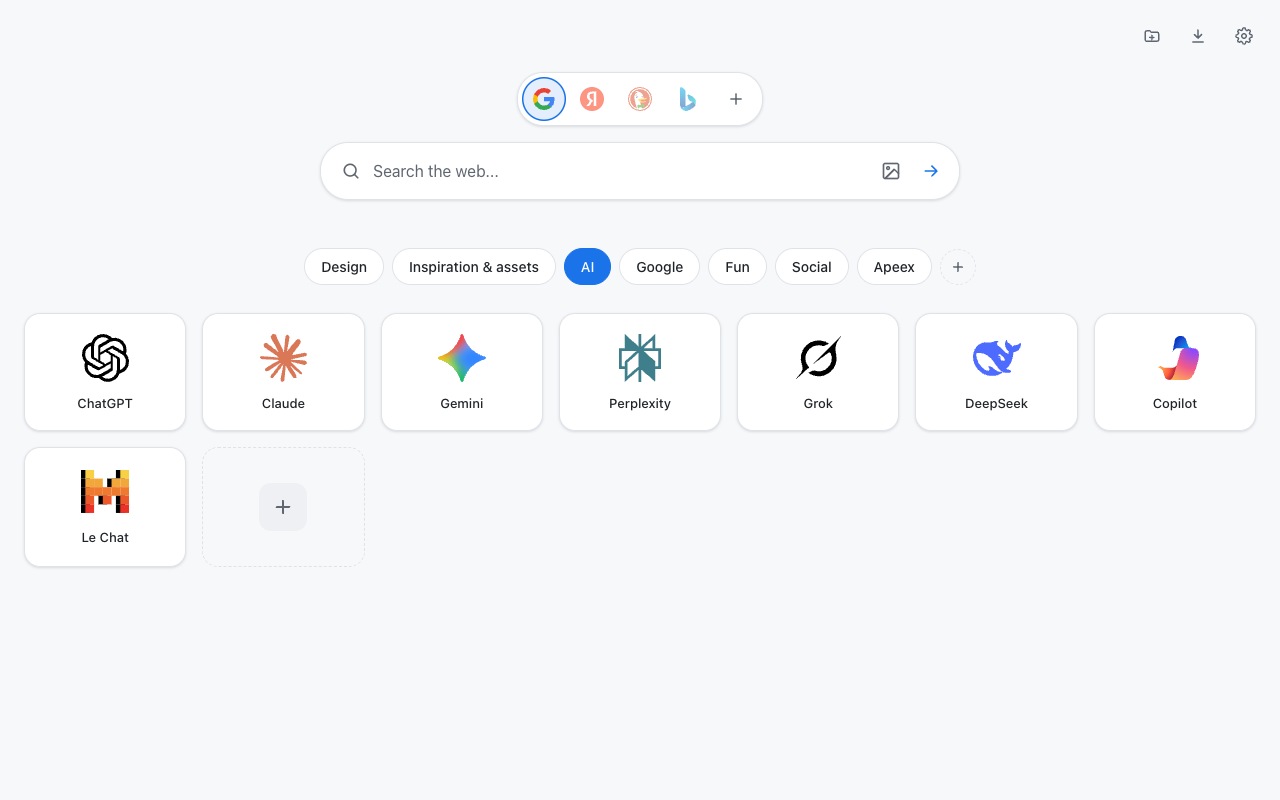 Search the web...
Design
Inspiration & assets
AI
Google
Fun
Social
Apeex
ChatGPT
Claude
Gemini
Perplexity
Grok
DeepSeek
Copilot
Le Chat